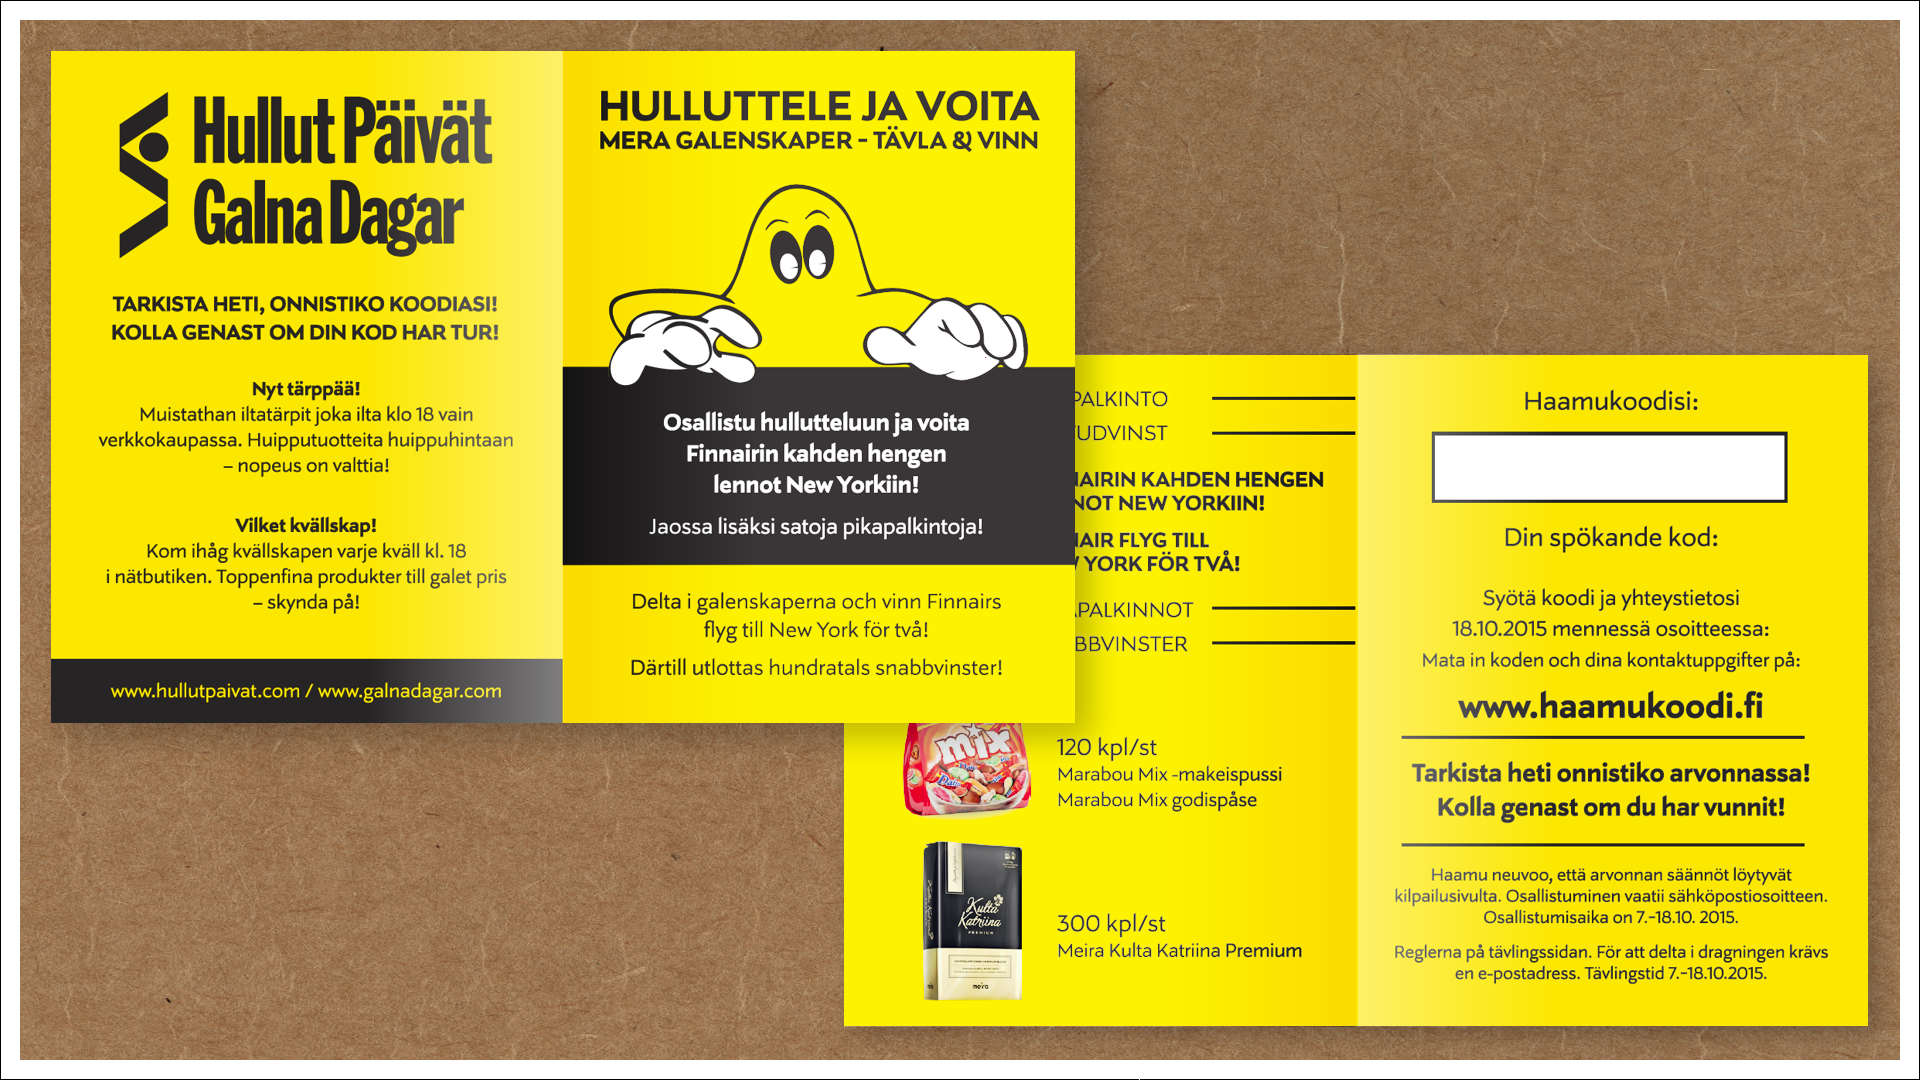 Hullut Päivät
Galna Dagar
TARKISTA HETI, ONNISTIKO KOODIASI!
KOLLA GENAST OM DIN KOD HAR TUR!
Nyt tärppää!
Muistathan iltatärpit joka ilta klo 18 vain
verkkokaupassa. Huipputuotteita huippuhintaan
– nopeus on valttia!
Vilket kvällskap!
Kom ihåg kvällskapen varje kväll kl. 18
i nätbutiken. Toppenfina produkter till galet pris
– skynda på!
www.hullutpaivat.com / www.galnadagar.com
HULLUTTELE JA VOITA
MERA GALENSKAPER - TÄVLA & VINN
Osallistu hullutteluun ja voita
Finnairin kahden hengen
lennot New Yorkiin!
Jaossa lisäksi satoja pikapalkintoja!
Delta i galenskaperna och vinn Finnairs
flyg till New York för två!
Därtill utlottas hundratals snabbvinster!
PALKINTO
UDVINST
NAIRIN KAHDEN HENGEN
NOT NEW YORKIIN!
NAIR FLYG TILL
YORK FÖR TVÅ!
APALKINNOT
BBVINSTER
mix
120 kpl/st
Marabou Mix -makeispussi
Marabou Mix godispåse
Kulta
Katriina
PREMIUM
meira
300 kpl/st
Meira Kulta Katriina Premium
Haamukoodisi:
Din spökande kod:
Syötä koodi ja yhteystietosi
18.10.2015 mennessä osoitteessa:
Mata in koden och dina kontaktuppgifter på:
www.haamukoodi.fi
Tarkista heti onnistiko arvonnassa!
Kolla genast om du har vunnit!
Haamu neuvoo, että arvonnan säännöt löytyvät
kilpailusivulta. Osallistuminen vaatii sähköpostiosoitteen.
Osallistumisaika on 7.-18.10. 2015.
Reglerna på tävlingssidan. För att delta i dragningen krävs
en e-postadress. Tävlingstid 7.-18.10.2015.